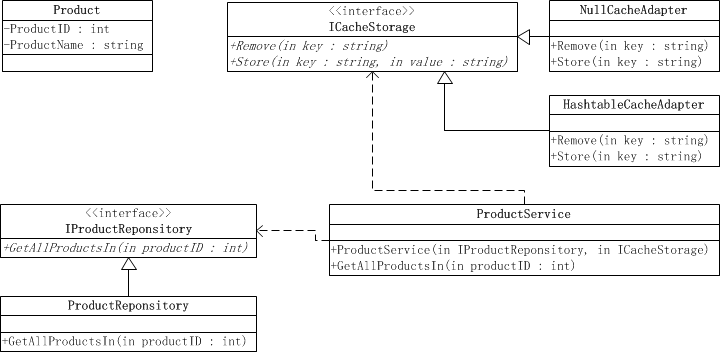 Product
-ProductID : int
-ProductName : string
<<interface>>
ICacheStorage
+Remove(in key : string)
+Store(in key : string, in value : string)
NullCacheAdapter
+Remove(in key : string)
+Store(in key : string)
HashtableCacheAdapter
+Remove(in key : string)
+Store(in key : string)
<<interface>>
IProductReponsitory
+GetAllProductsIn(in productID : int)
ProductService
+ProductService(in IProductReponsitory, in ICacheStorage)
+GetAllProductsIn(in productID : int)
ProductReponsitory
+GetAllProductsIn(in productID : int)